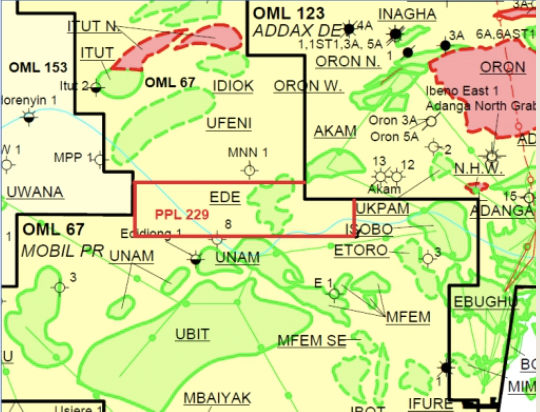 OML 123
ADDAX DE
4A
INAGHA
ITUT N.
1,1ST1,3A, 5A
3A
6A,6AST1
3A
ITUT
ORON N.
ORON
OML 153
OML 67
Itut 2
IDIOK
ORON W.
Ibeno East 1
Adanga North Grab
lorenyin 1
UFENI
Oron 3A
Oron 5A
AKAM
AD
W 1
MPP 1
MNN 1
2
13
12
N.H.W.
Akam
UWANA
EDE
15
PPL 229
UKPAM
ADANGA
OML 67
8
ISOBO
1
MOBIL PR
Edidiong 1
UNAM
UNAM
ETORO
3
3
E 1
EBUGHU
MFEM
UBIT
MFEM SE
U
BO
1
MIM
MBAIYAK
IFURE
Usiere 1
IBOT